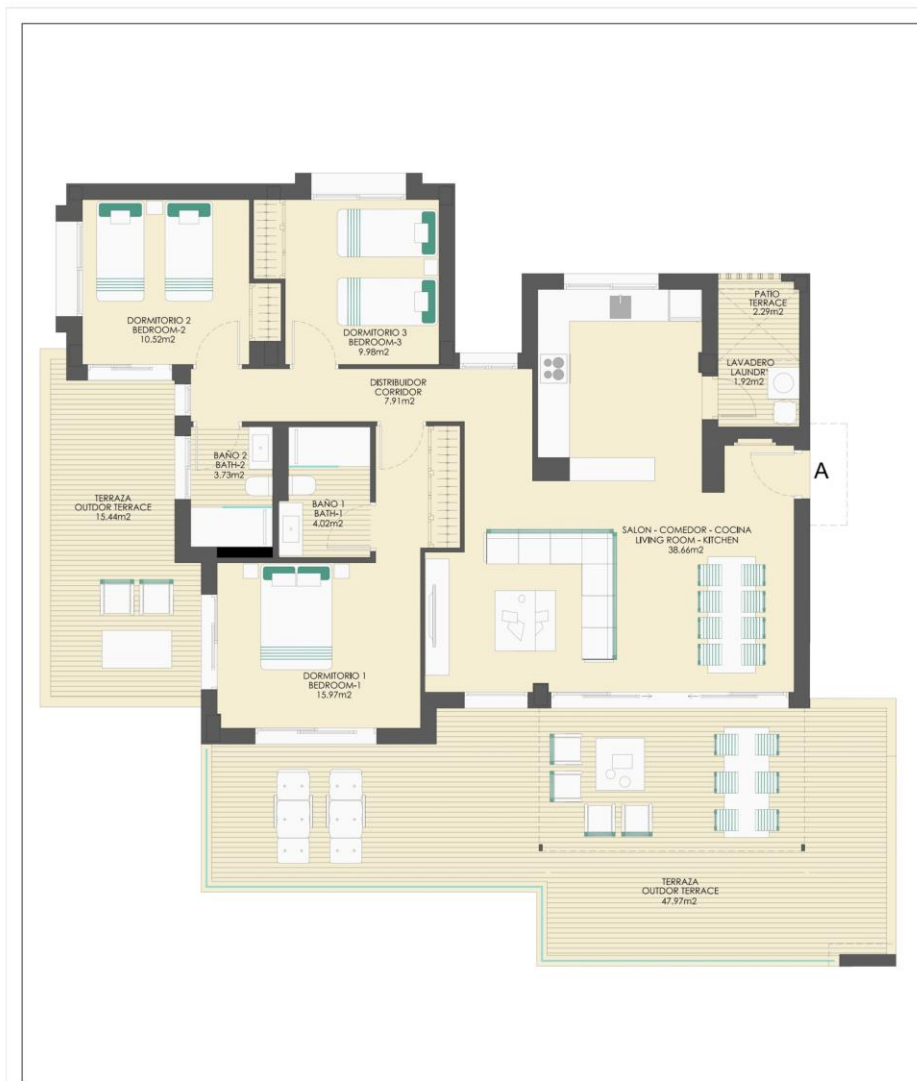 DORMITORIO 2
BEDROOM-2
10.52m2
DORMITORIO 3
BEDROOM-3
9.98m2
PATIO
TERRACE
2.29m2
LAVADERO
LAUNDRY
1.92m2
DISTRIBUIDOR
CORRIDOR
7.91m2
BAÑO 2
BATH-2
3.73m2
BAÑO 1
BATH-1
4.02m2
A
TERRAZA
OUTDOR TERRACE
15.44m2
SALON - COMEDOR - COCINA
LIVING ROOM - KITCHEN
38.66m2
DORMITORIIO 1
BEDROOM-1
15.97m2
TERRAZA
OUTDOR TERRACE
47.97m2